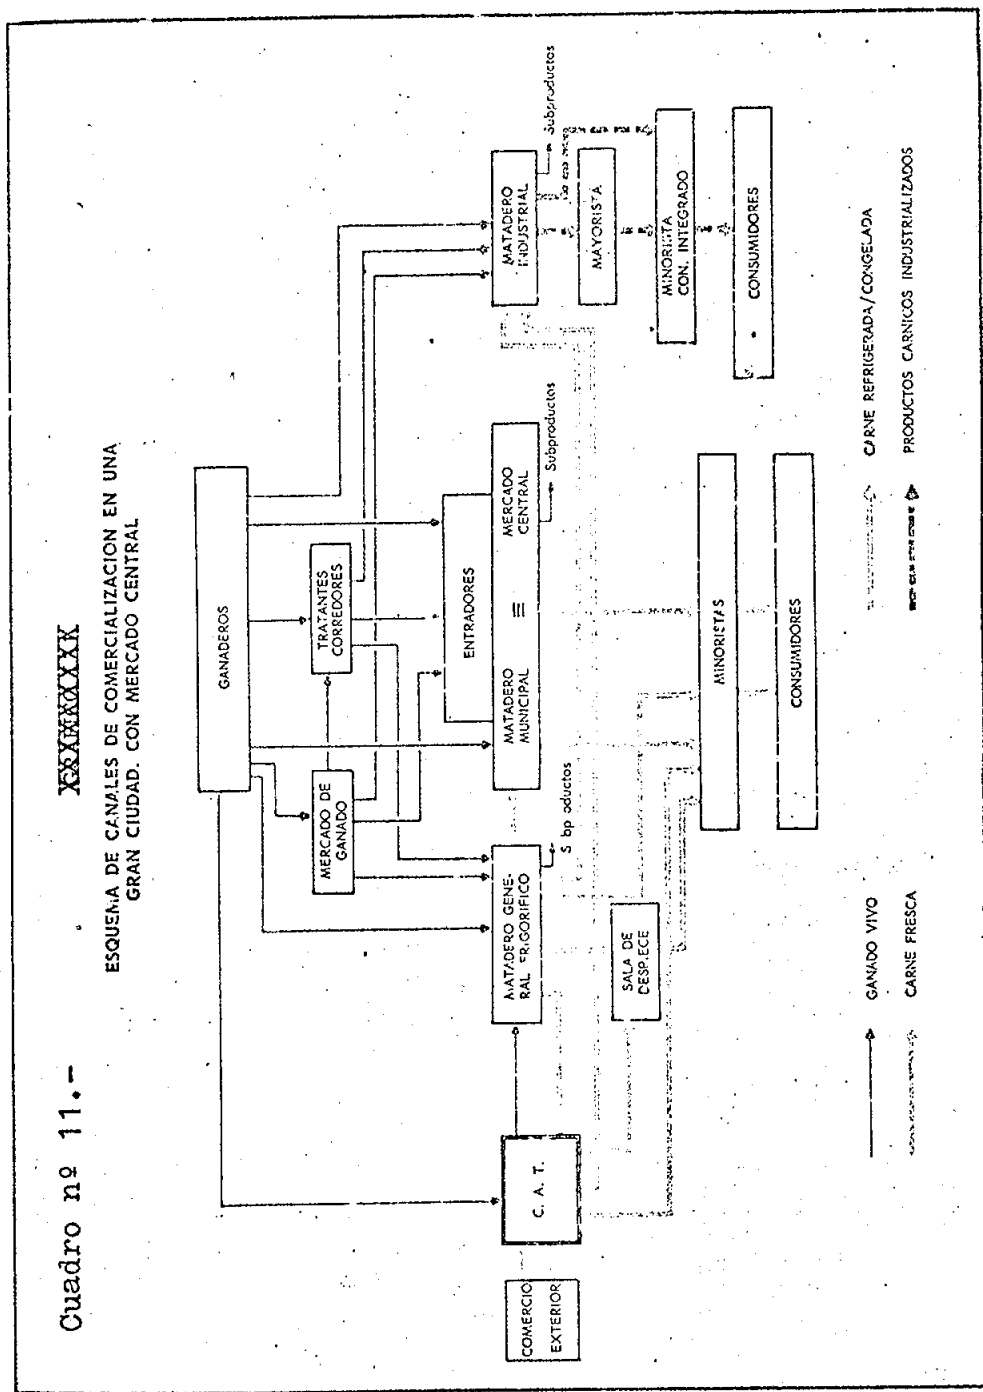 Cuadro nº 11.-
ESQUEMA DE CANALES DE COMERCIALIZACION EN UNA
GRAN CIUDAD. CON MERCADO CENTRAL
GANADEROS
MERCADO DE
GANADO
TRATANTES
CORREDORES
ENTRADORES
COMERCIO
EXTERIOR
C. A. T.
MATADERO GENE-
RAL FRIGORIFICO
MATADERO
MUNICIPAL
≡
MERCADO
CENTRAL
MATADERO
INDUSTRIAL
S bp oductos
Subproductos
Subproductos
SALA DE
DESPIECE
MAYORISTA
MINORISTAS
MINORISTA
CON. INTEGRADO
CONSUMIDORES
CONSUMIDORES
GANADO VIVO
CARNE FRESCA
CARNE REFRIGERADA/CONGELADA
PRODUCTOS CARNICOS INDUSTRIALIZADOS